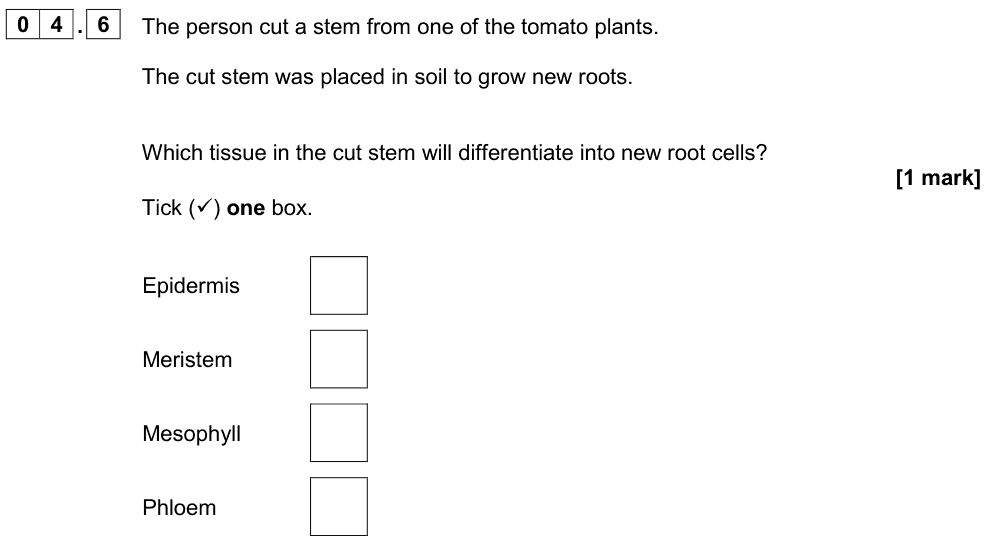 0 4 . 6 The person cut a stem from one of the tomato plants.
The cut stem was placed in soil to grow new roots.
Which tissue in the cut stem will differentiate into new root cells?
[1 mark]
Tick (✓) one box.
Epidermis
Meristem
Mesophyll
Phloem